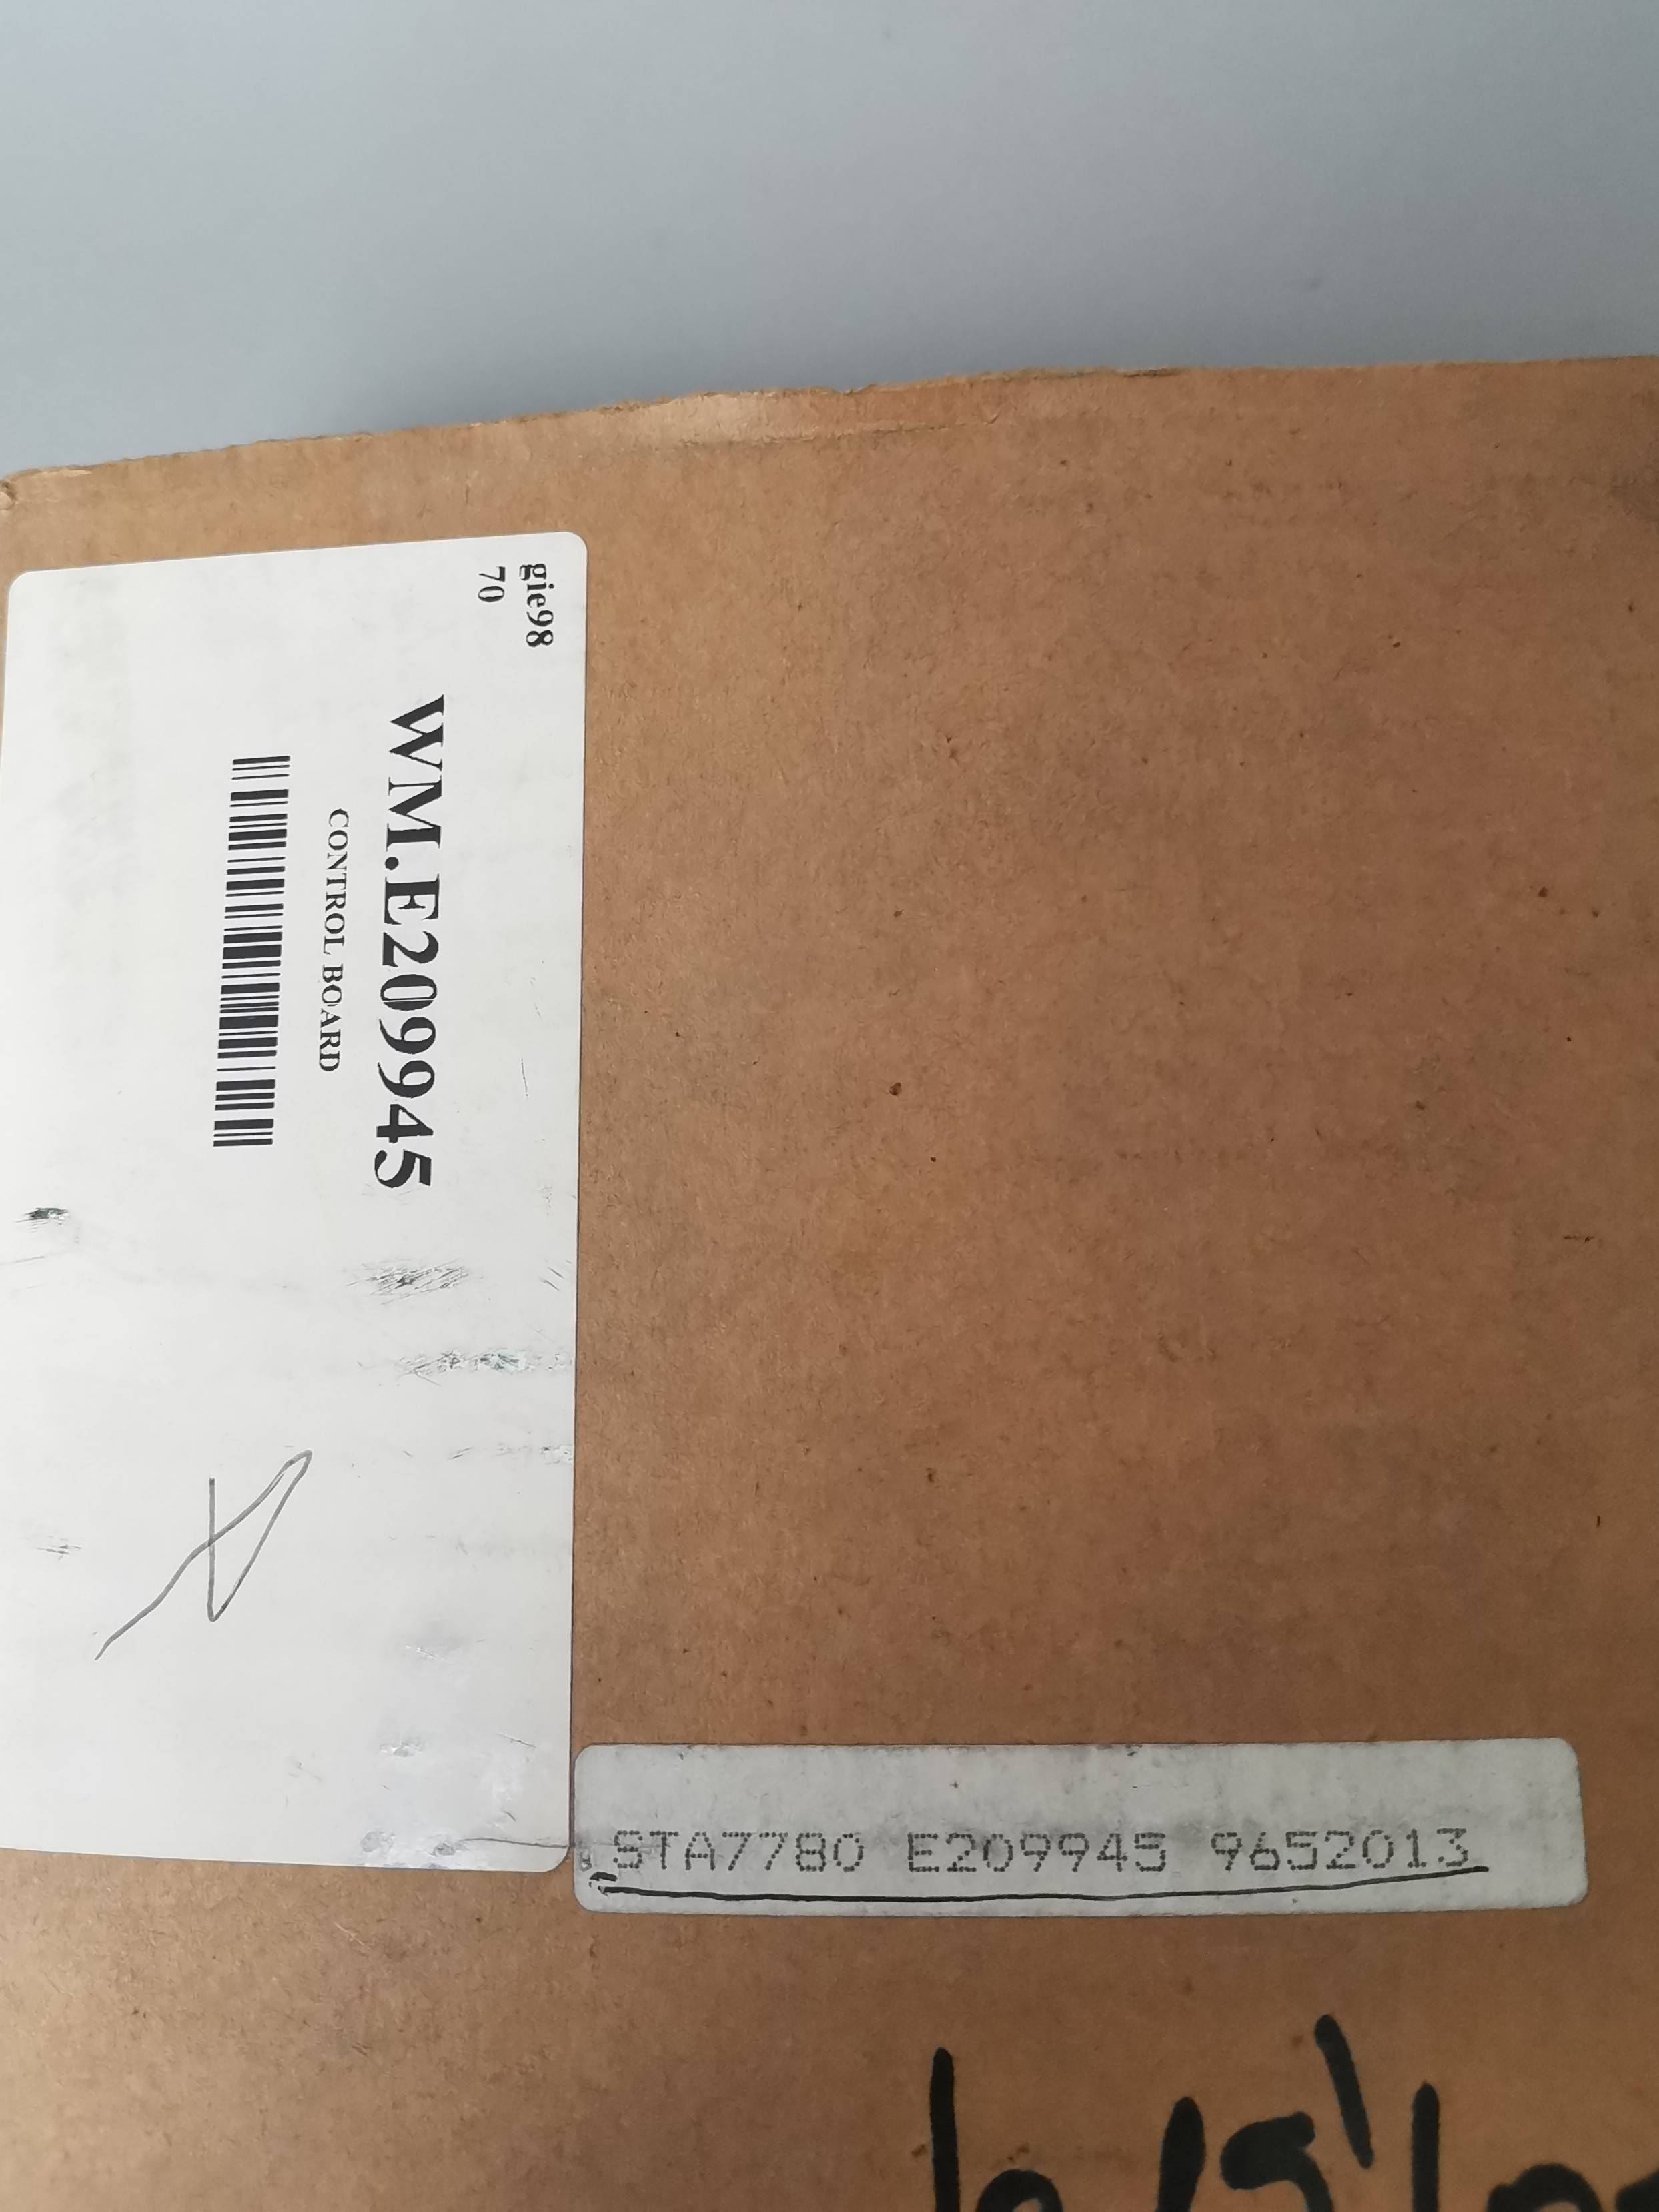 gie98
70
WM.E209945
CONTROL BOARD
STA7780 E209945 9652013